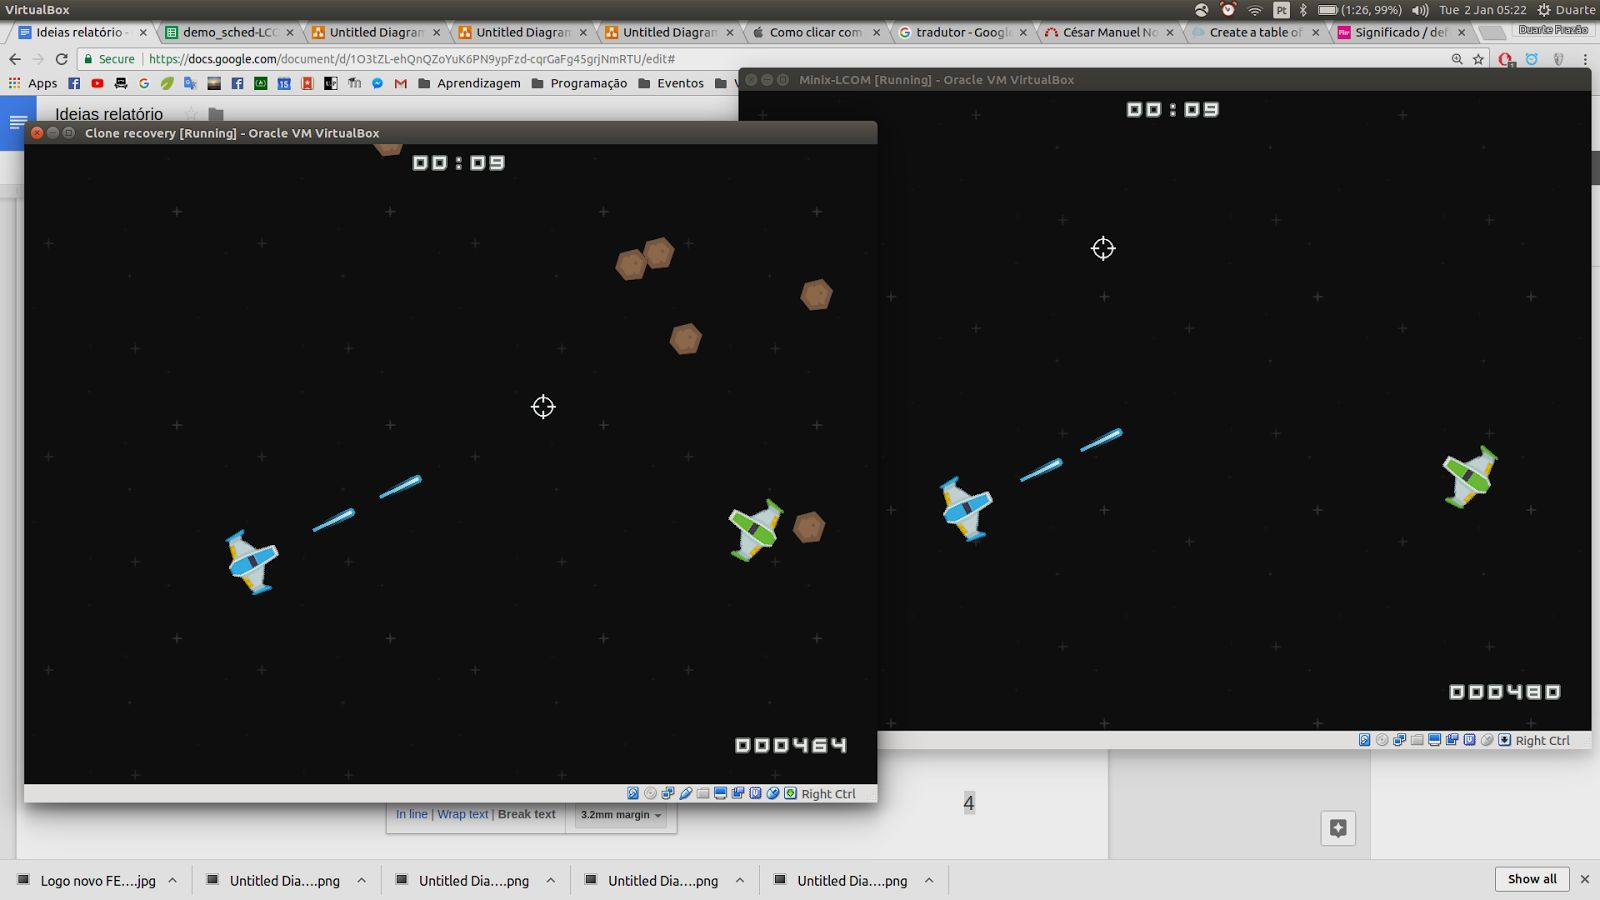 VirtualBox
Pt
(1:26, 99%)
Tue 2 Jan 05:22
Duarte
Ideias relatório -
demo_sched-LCO
Untitled Diagram
Untitled Diagram
Untitled Diagram
Como clicar com
tradutor - Google
César Manuel No
Create a table of
Significado / def
Duarte Frazão
Secure
https://docs.google.com/document/d/1O3tZL-ehQnQZoYuK6PN9ypFzd-cqrGaFg45grjNmRTU/edit#
Apps
Aprendizagem
Programação
Eventos
Minix-LCOM [Running] - Oracle VM VirtualBox
Ideias relatório
Clone recovery [Running] - Oracle VM VirtualBox
00:09
00:09
000480
Right Ctrl
000464
Right Ctrl
In line | Wrap text | Break text
3.2mm margin
4
Logo novo FE....jpg
Untitled Dia....png
Untitled Dia....png
Untitled Dia....png
Untitled Dia....png
Show all